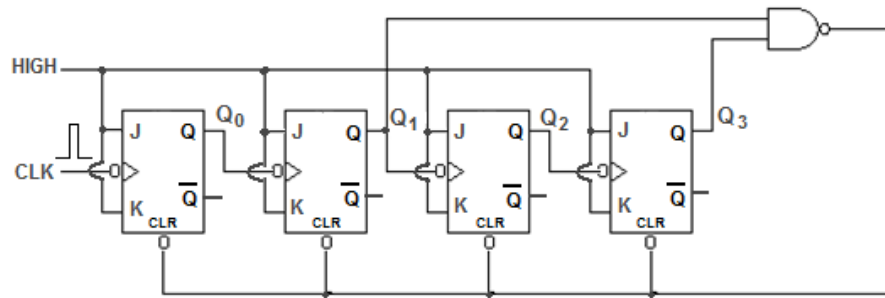 HIGH
CLK
J Q Q0
K Q
CLR
J Q Q1
K Q
CLR
J Q Q2
K Q
CLR
J Q Q3
K Q
CLR